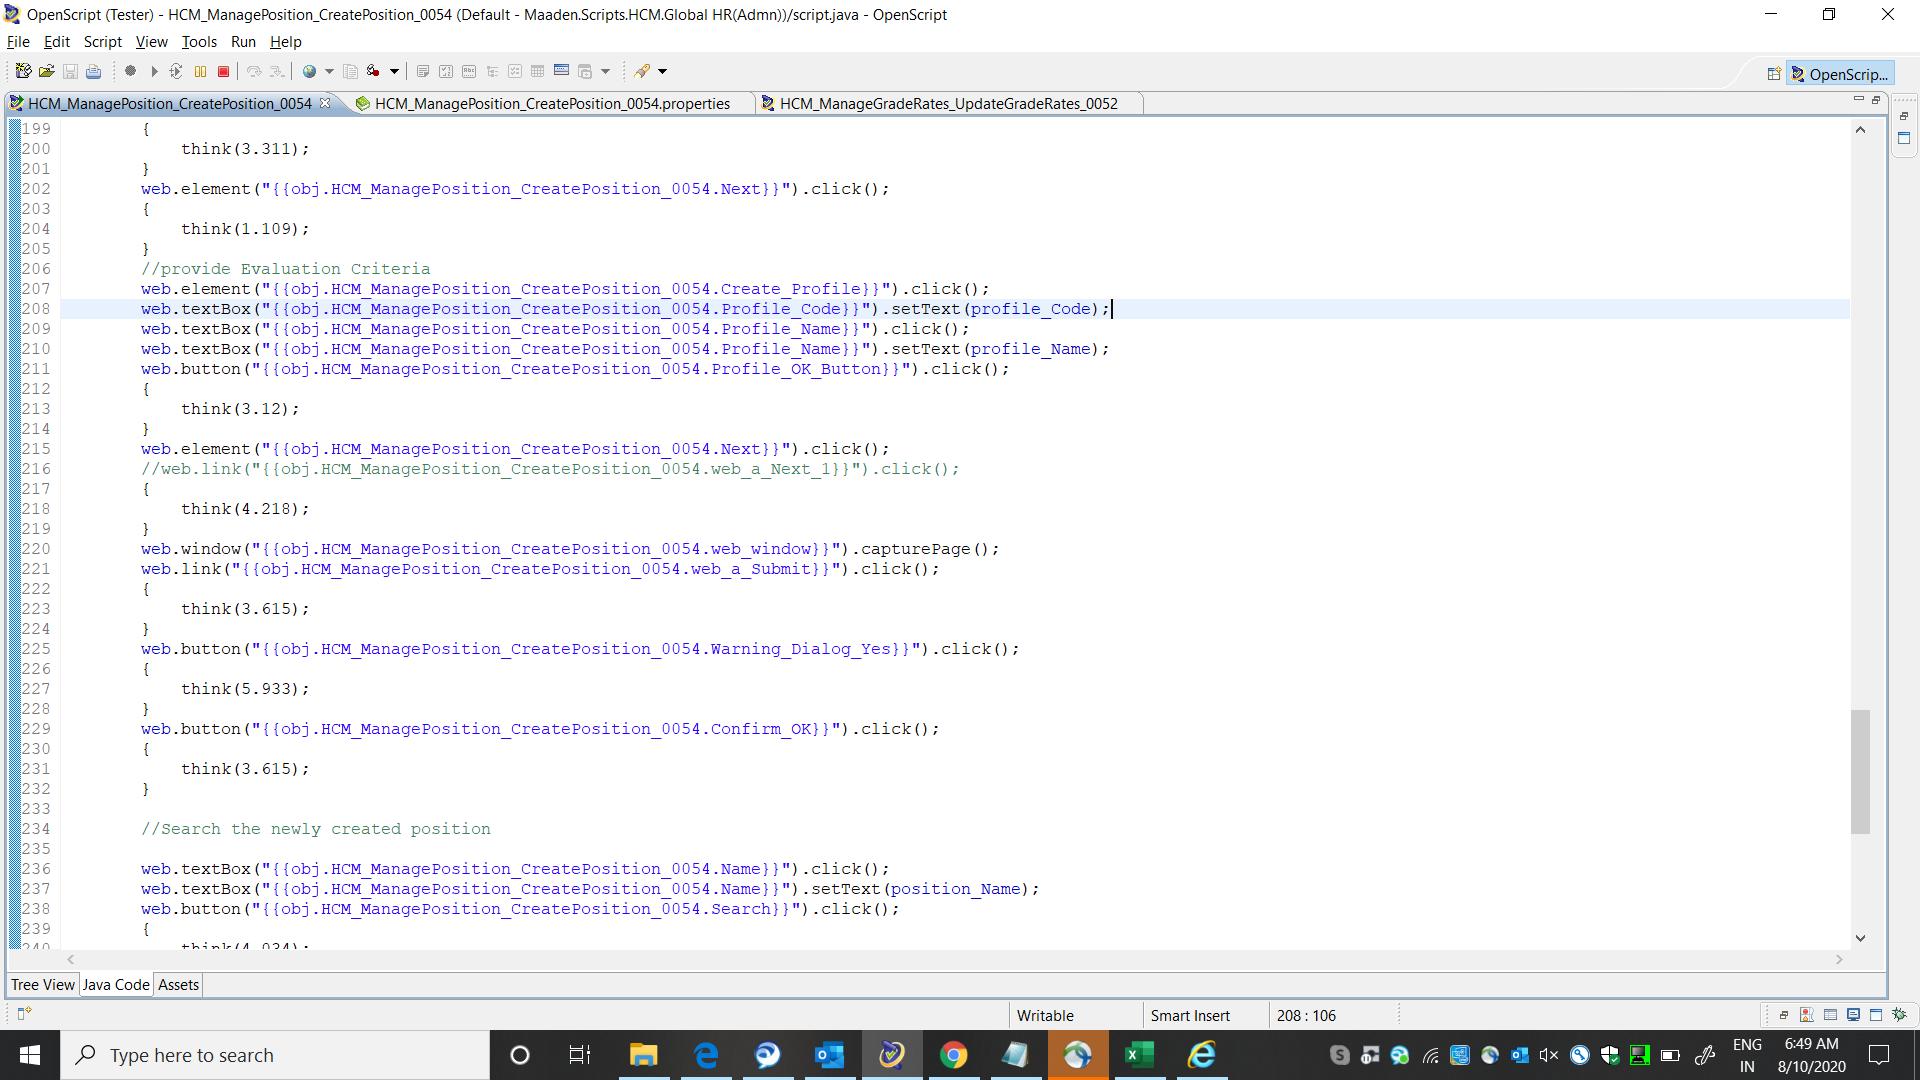 OpenScript (Tester) - HCM_ManagePosition_CreatePosition_0054 (Default - Maaden.Scripts.HCM.Global HR(Admn))/script.java - OpenScript
File Edit Script View Tools Run Help
OpenScrip...
HCM_ManagePosition_CreatePosition_0054 HCM_ManagePosition_CreatePosition_0054.properties HCM_ManageGradeRates_UpdateGradeRates_0052
199 {
200 think(3.311);
201 }
202 web.element("{{obj.HCM_ManagePosition_CreatePosition_0054.Next}}").click();
203 {
204 think(1.109);
205 }
206 //provide Evaluation Criteria
207 web.element("{{obj.HCM_ManagePosition_CreatePosition_0054.Create_Profile}}").click();
208 web.textBox("{{obj.HCM_ManagePosition_CreatePosition_0054.Profile_Code}}").setText(profile_Code);
209 web.textBox("{{obj.HCM_ManagePosition_CreatePosition_0054.Profile_Name}}").click();
210 web.textBox("{{obj.HCM_ManagePosition_CreatePosition_0054.Profile_Name}}").setText(profile_Name);
211 web.button("{{obj.HCM_ManagePosition_CreatePosition_0054.Profile_OK_Button}}").click();
212 {
213 think(3.12);
214 }
215 web.element("{{obj.HCM_ManagePosition_CreatePosition_0054.Next}}").click();
216 //web.link("{{obj.HCM_ManagePosition_CreatePosition_0054.web_a_Next_1}}").click();
217 {
218 think(4.218);
219 }
220 web.window("{{obj.HCM_ManagePosition_CreatePosition_0054.web_window}}").capturePage();
221 web.link("{{obj.HCM_ManagePosition_CreatePosition_0054.web_a_Submit}}").click();
222 {
223 think(3.615);
224 }
225 web.button("{{obj.HCM_ManagePosition_CreatePosition_0054.Warning_Dialog_Yes}}").click();
226 {
227 think(5.933);
228 }
229 web.button("{{obj.HCM_ManagePosition_CreatePosition_0054.Confirm_OK}}").click();
230 {
231 think(3.615);
232 }
233
234 //Search the newly created position
235
236 web.textBox("{{obj.HCM_ManagePosition_CreatePosition_0054.Name}}").click();
237 web.textBox("{{obj.HCM_ManagePosition_CreatePosition_0054.Name}}").setText(position_Name);
238 web.button("{{obj.HCM_ManagePosition_CreatePosition_0054.Search}}").click();
239 {
240 think(4.034);
Tree View Java Code Assets
Writable Smart Insert 208 : 106
Type here to search
ENG 6:49 AM
IN 8/10/2020